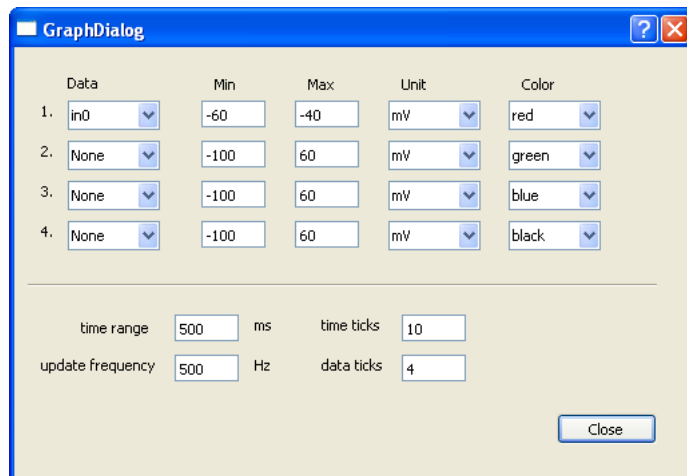 GraphDialog
Data Min Max Unit Color
1. in0 -60 -40 mV red
2. None -100 60 mV green
3. None -100 60 mV blue
4. None -100 60 mV black
time range 500 ms time ticks 10
update frequency 500 Hz data ticks 4
Close